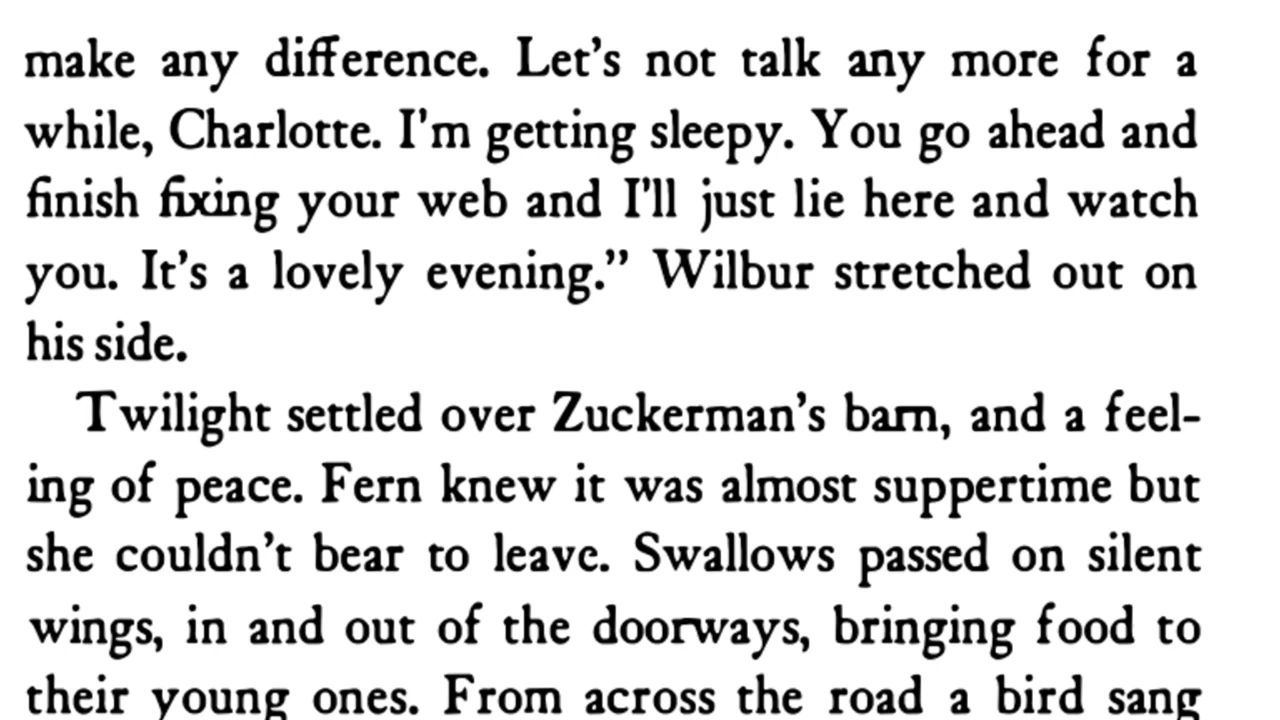 make any difference. Let’s not talk any more for a
while, Charlotte. I’m getting sleepy. You go ahead and
finish fixing your web and I’ll just lie here and watch
you. It’s a lovely evening.” Wilbur stretched out on
his side.
Twilight settled over Zuckerman’s barn, and a feel-
ing of peace. Fern knew it was almost suppertime but
she couldn’t bear to leave. Swallows passed on silent
wings, in and out of the doorways, bringing food to
their young ones. From across the road a bird sang